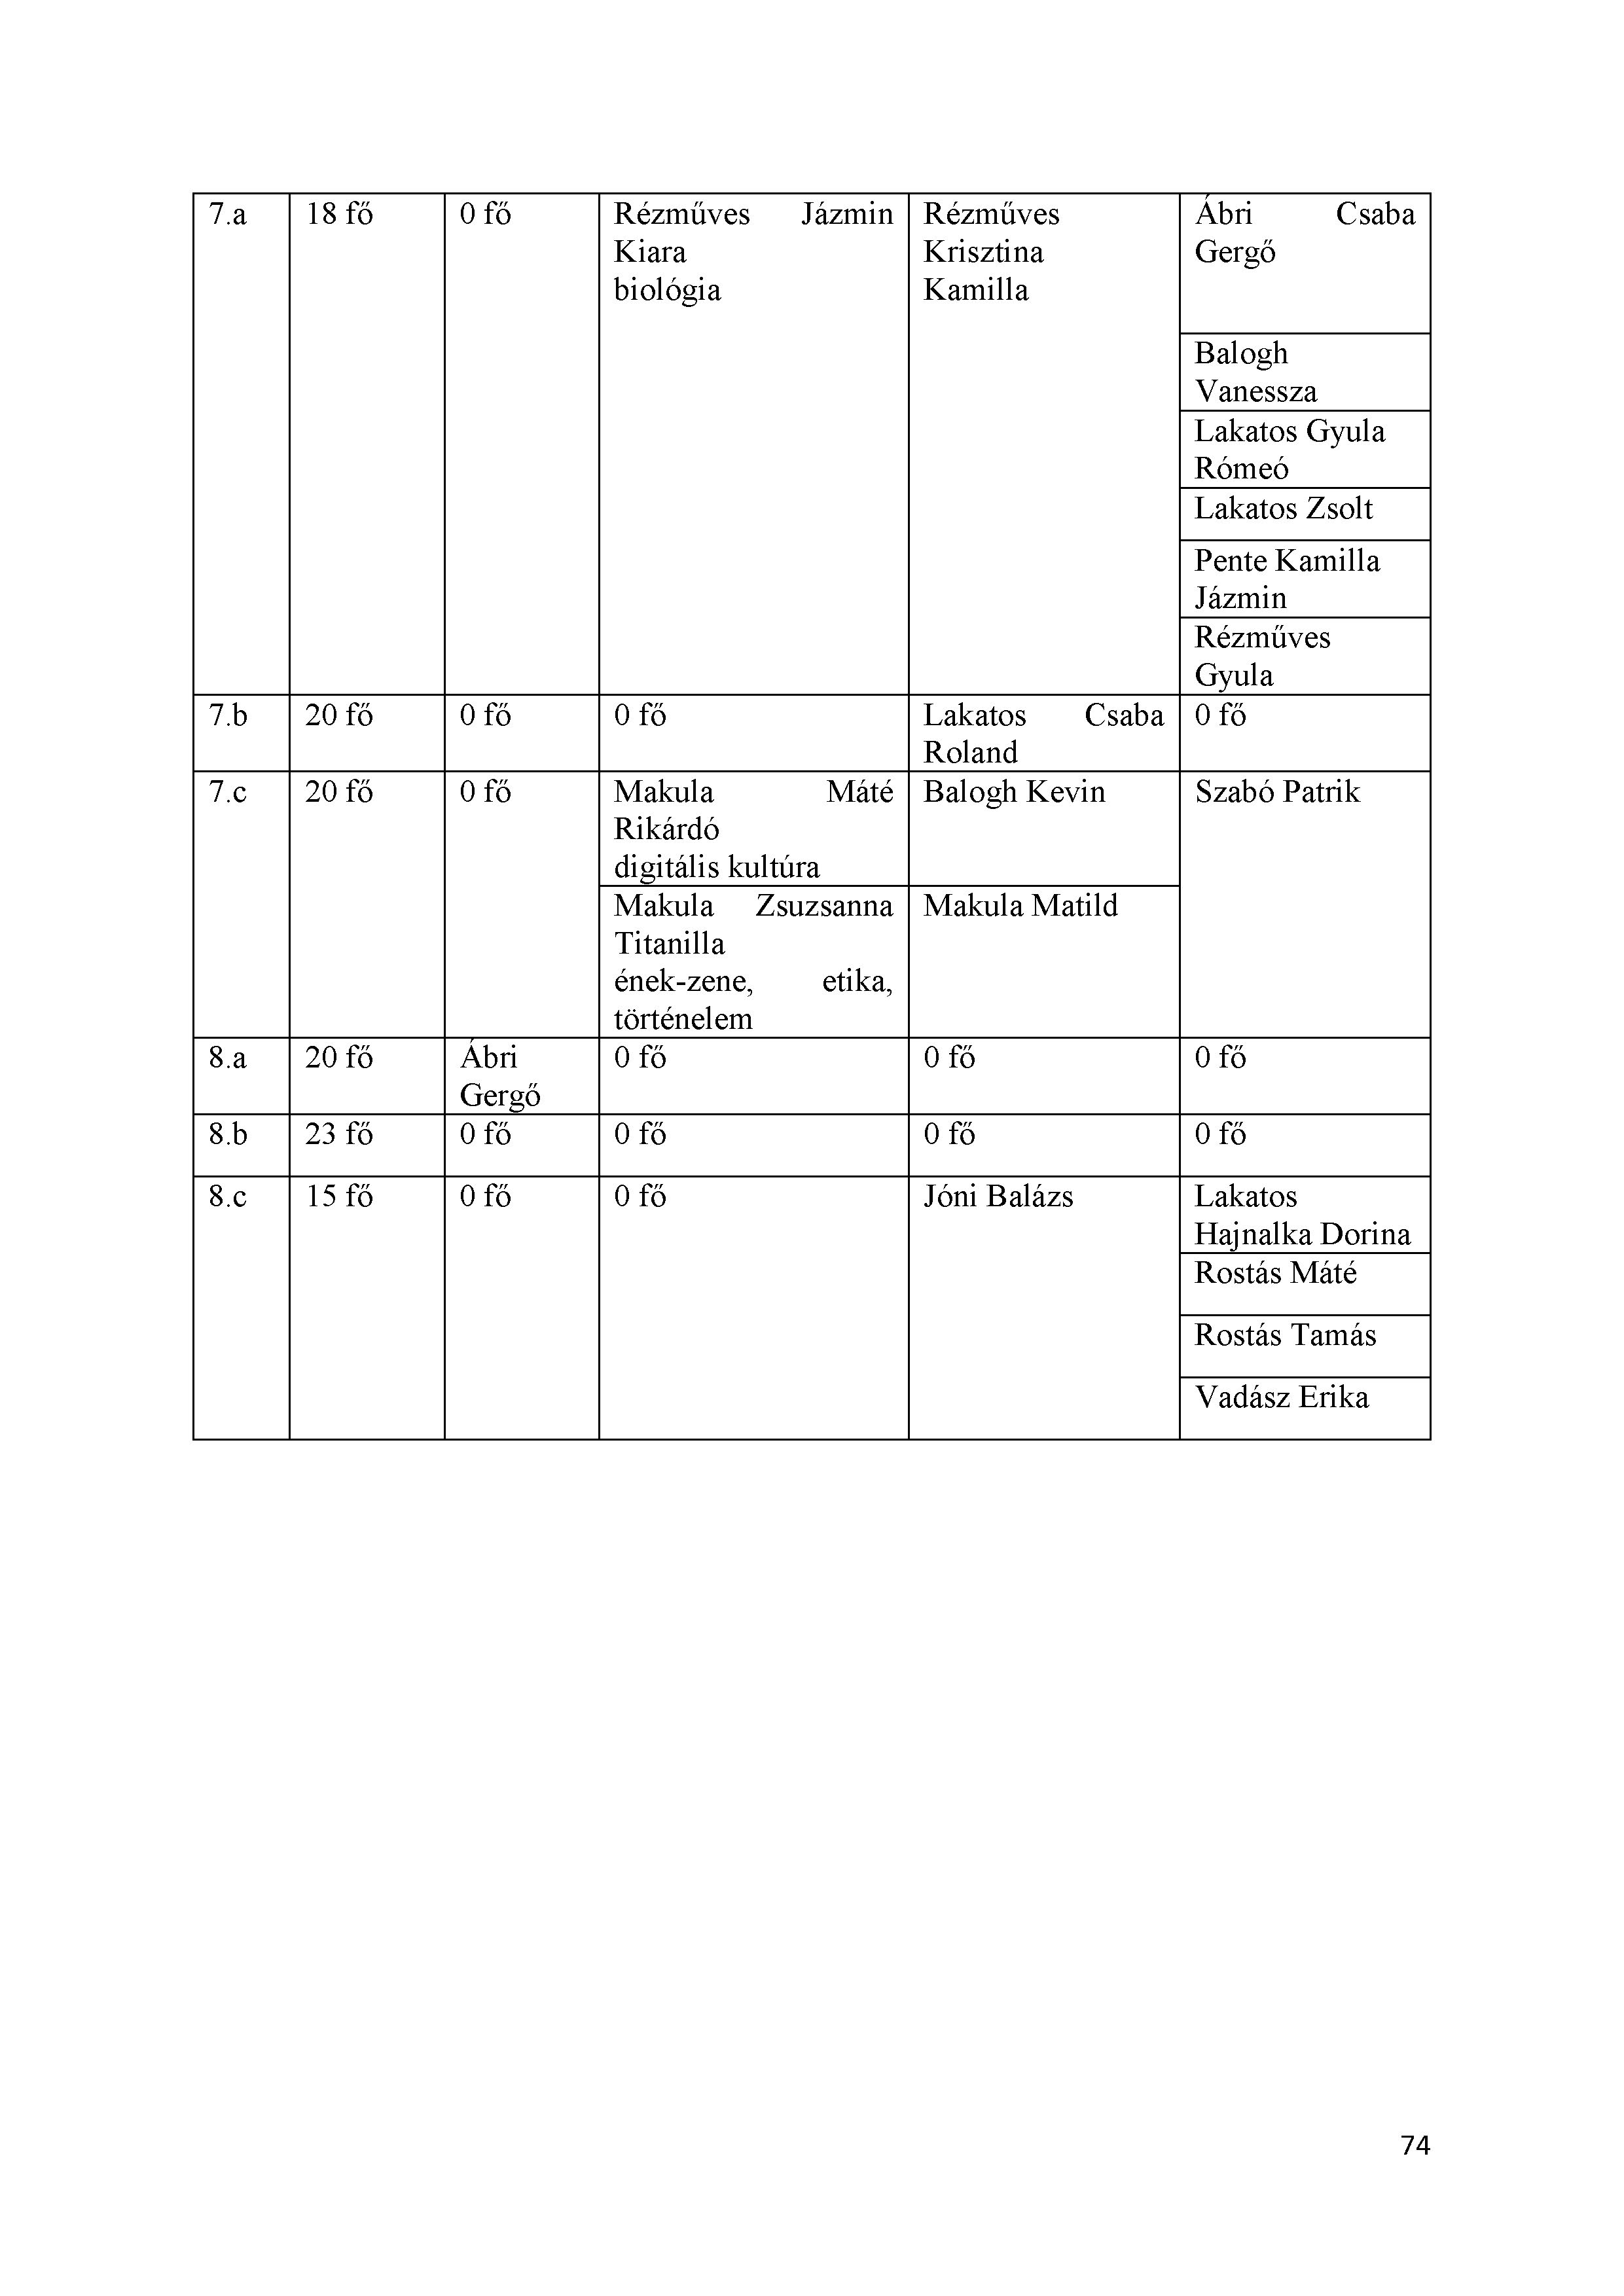 7.a 18 fő 0 fő Rézműves Jázmin Rézműves Ábri Csaba
Kiara Krisztina Gergő
biológia Kamilla
Balogh
Vanessza
Lakatos Gyula
Rómeó
Lakatos Zsolt
Pente Kamilla
Jázmin
Rézműves
Gyula
7.b 20 fő 0 fő 0 fő Lakatos Csaba 0 fő
Roland
7.c 20 fő 0 fő Makula Máté Balogh Kevin Szabó Patrik
Rikárdó
digitális kultúra
Makula Zsuzsanna Makula Matild
Titanilla
ének-zene, etika,
történelem
8.a 20 fő Ábri 0 fő 0 fő 0 fő
Gergő
8.b 23 fő 0 fő 0 fő 0 fő 0 fő
8.c 15 fő 0 fő 0 fő Jóni Balázs Lakatos
Hajnalka Dorina
Rostás Máté
Rostás Tamás
Vadász Erika
74